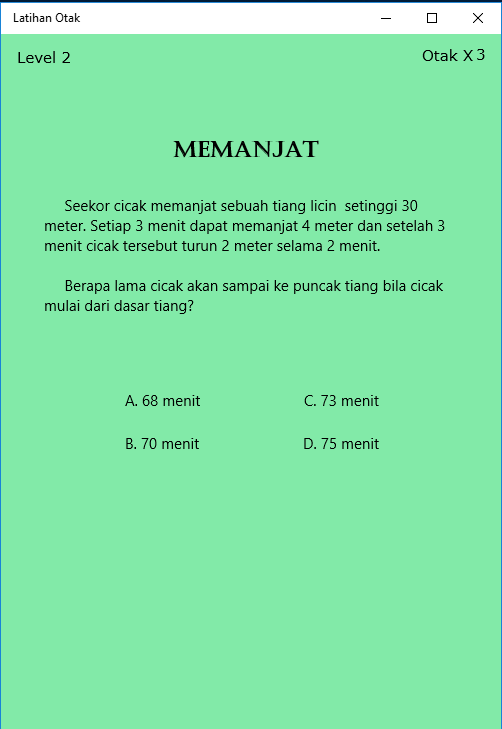 Latihan Otak
Level 2
Otak X 3
MEMANJAT
Seekor cicak memanjat sebuah tiang licin setinggi 30
meter. Setiap 3 menit dapat memanjat 4 meter dan setelah 3
menit cicak tersebut turun 2 meter selama 2 menit.
Berapa lama cicak akan sampai ke puncak tiang bila cicak
mulai dari dasar tiang?
A. 68 menit
C. 73 menit
B. 70 menit
D. 75 menit